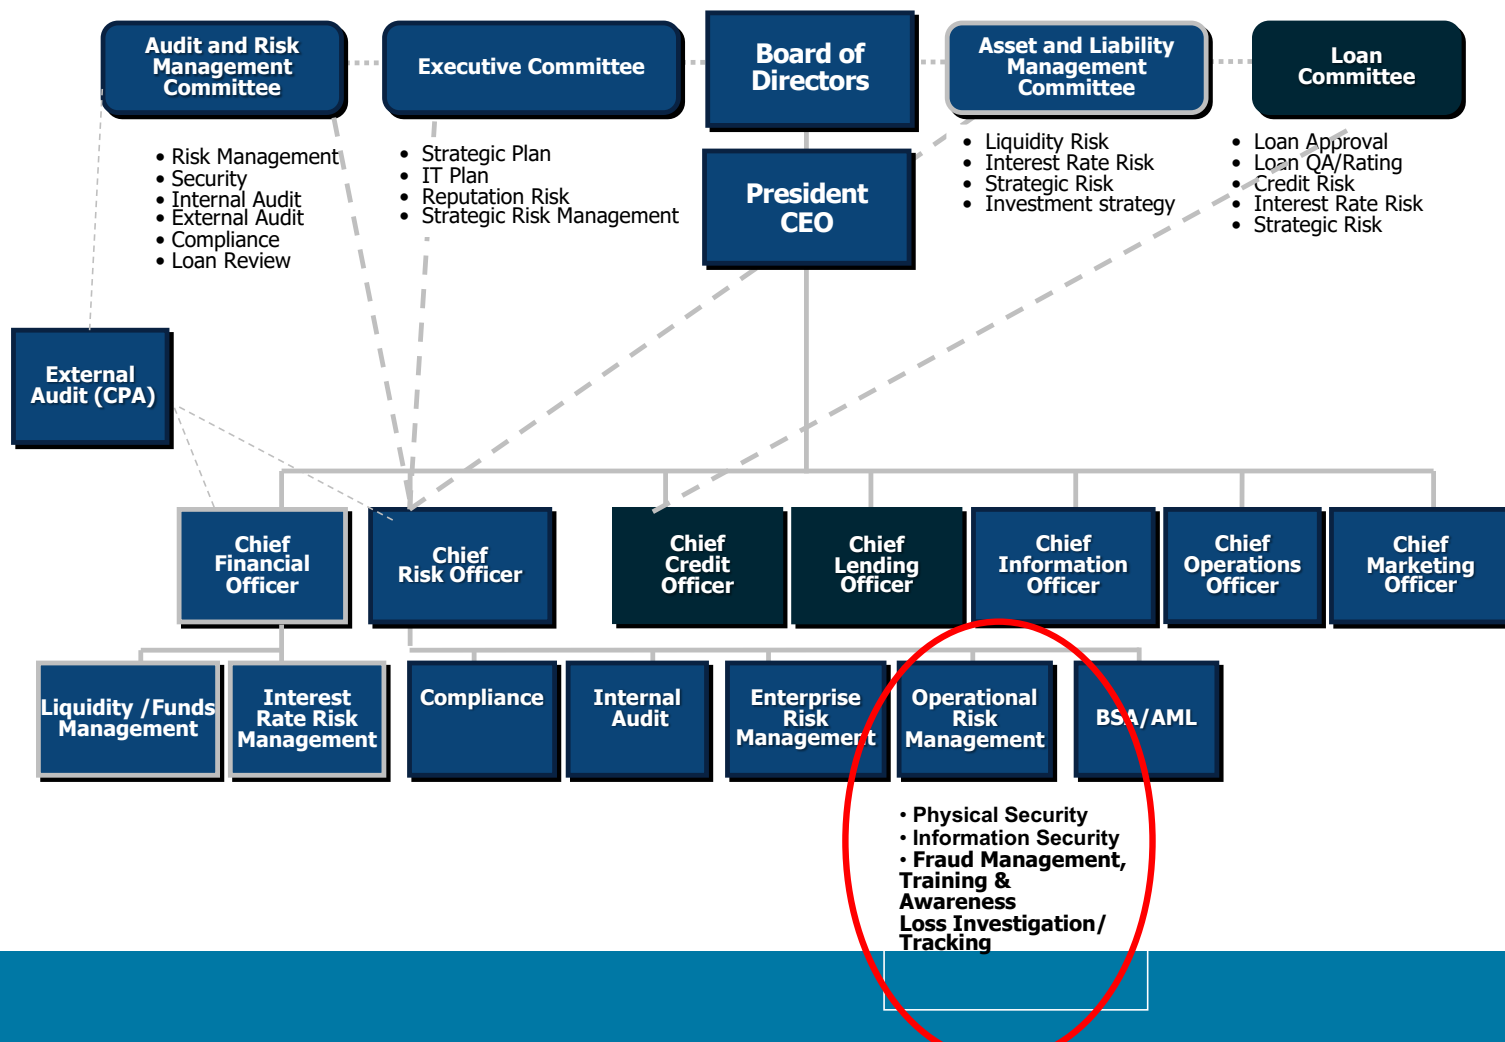 Audit and Risk
Management
Committee
Executive Committee
Board of
Directors
Asset and Liability
Management
Committee
Loan
Committee
• Risk Management
• Security
• Internal Audit
• External Audit
• Compliance
• Loan Review
• Strategic Plan
• IT Plan
• Reputation Risk
• Strategic Risk Management
President
CEO
• Liquidity Risk
• Interest Rate Risk
• Strategic Risk
• Investment strategy
• Loan Approval
• Loan QA/Rating
• Credit Risk
• Interest Rate Risk
• Strategic Risk
External
Audit (CPA)
Chief
Financial
Officer
Chief
Risk Officer
Chief
Credit
Officer
Chief
Lending
Officer
Chief
Information
Officer
Chief
Operations
Officer
Chief
Marketing
Officer
Liquidity /Funds
Management
Interest
Rate Risk
Management
Compliance
Internal
Audit
Enterprise
Risk
Management
Operational
Risk
Management
BSA/AML
• Physical Security
• Information Security
• Fraud Management,
Training &
Awareness
Loss Investigation/
Tracking